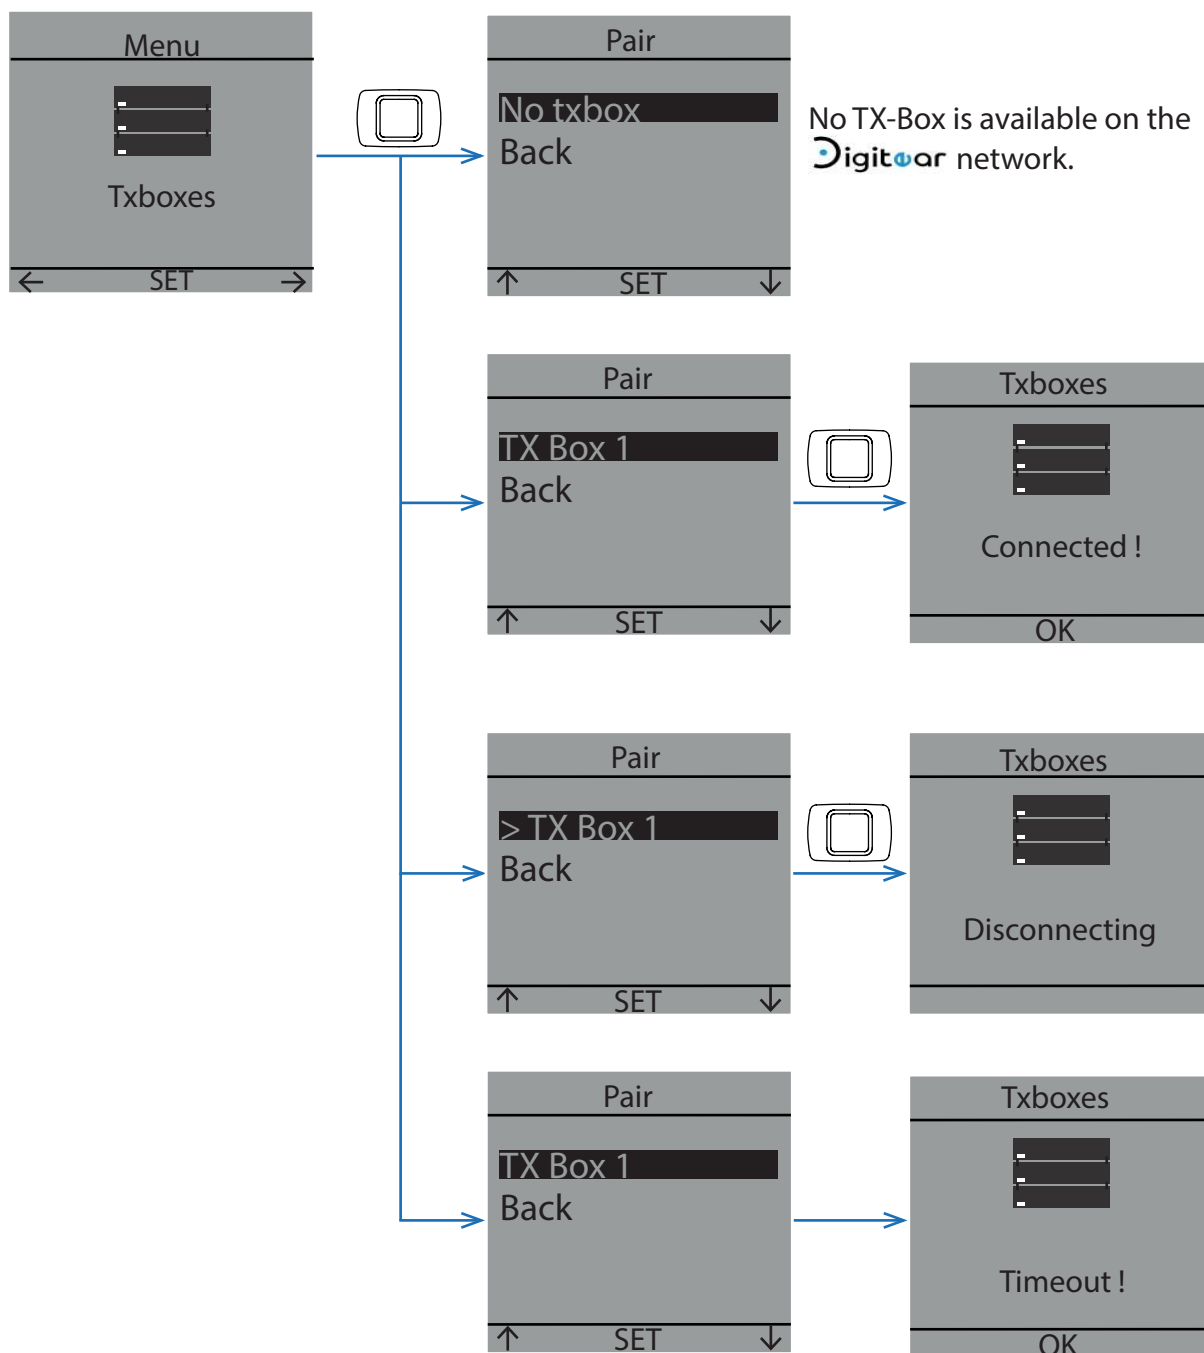 Menu
Txboxes
← SET →
Pair
No txbox
Back
↑ SET ↓
No TX-Box is available on the
Digitear network.
Pair
TX Box 1
Back
↑ SET ↓
Txboxes
Connected !
OK
Pair
> TX Box 1
Back
↑ SET ↓
Txboxes
Disconnecting
Pair
TX Box 1
Back
↑ SET ↓
Txboxes
Timeout !
OK